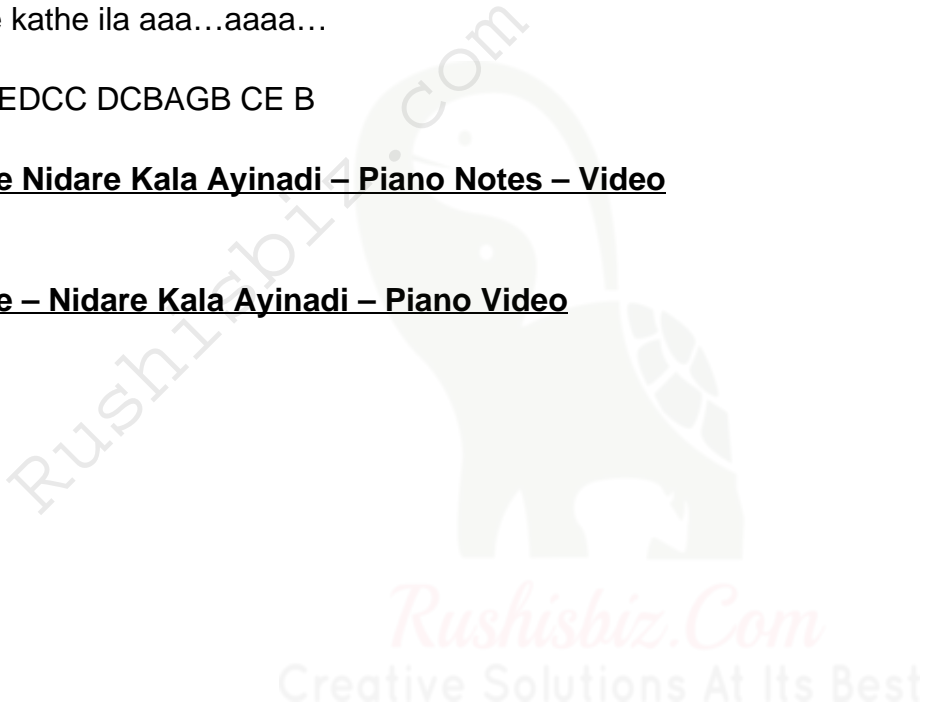 e kathe ila aaa…aaaa…
EDCC DCBAGB CE B
e Nidare Kala Ayinadi – Piano Notes – Video
e – Nidare Kala Ayinadi – Piano Video
Rushisbiz.com
Rushisbiz.Com
Creative Solutions At Its Best